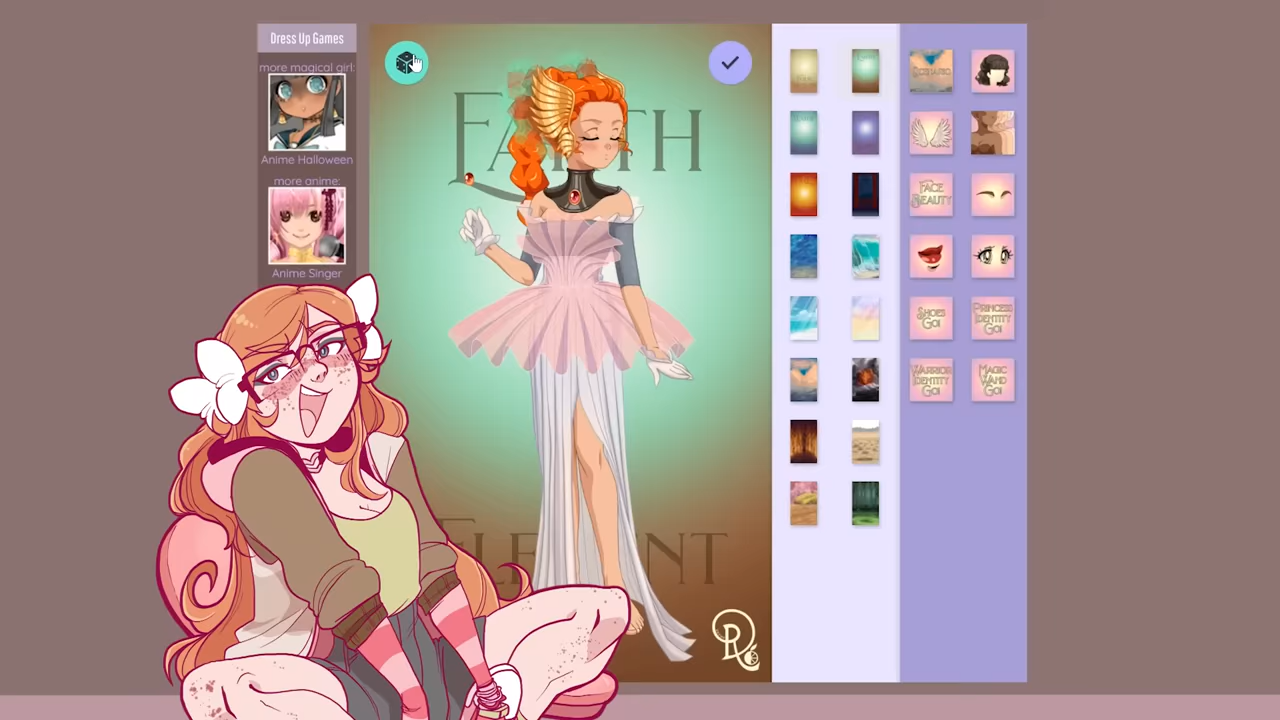 Dress Up Games
more magical girl:
Anime Halloween
more anime:
Anime Singer
EARTH
SCENARIO
FACE
BEAUTY
SHOES
GO!
PRINCESS
IDENTITY
GO!
WARRIOR
IDENTITY
GO!
MAGIC
WAND
GO!